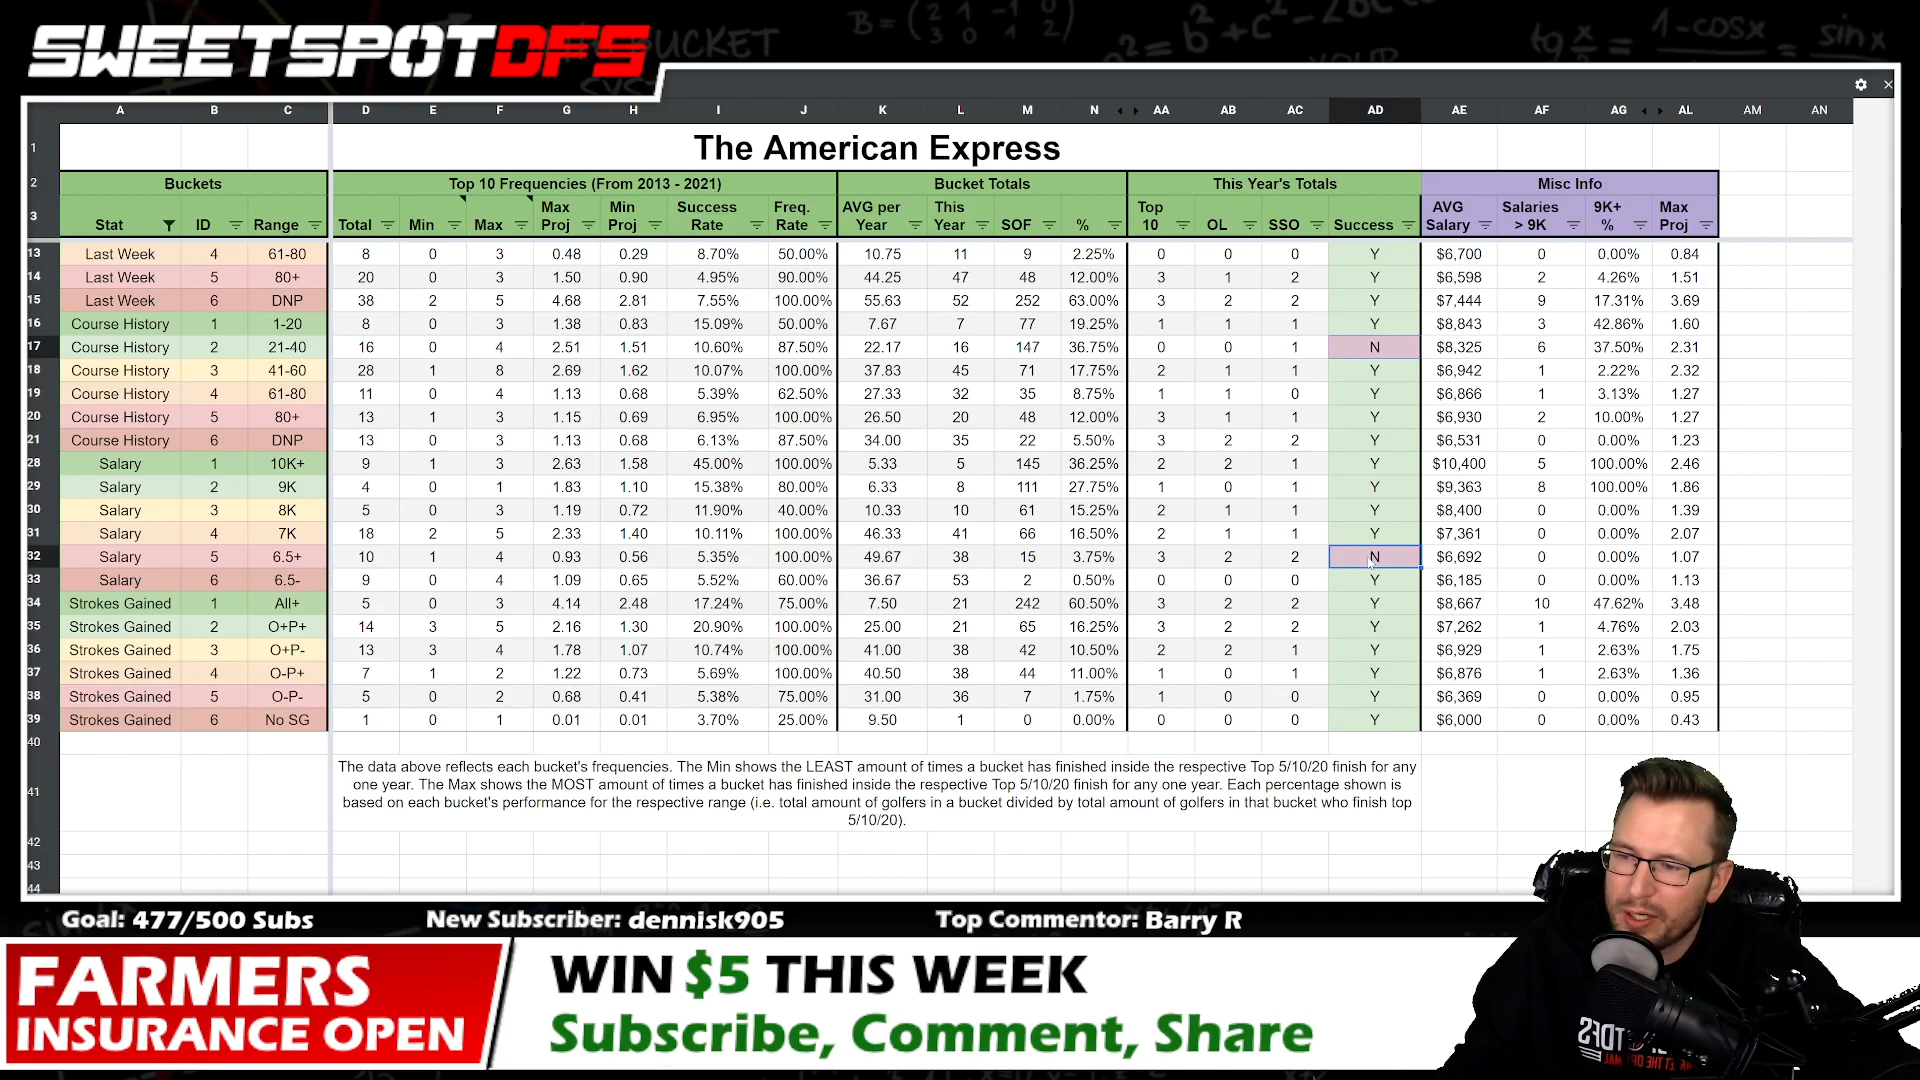 SWEETSPOTDFS
A B C D E F G H I J K L M N AA AB AC AD AE AF AG AL AM AN
1 The American Express
2 Buckets Top 10 Frequencies (From 2013 - 2021) Bucket Totals This Year's Totals Misc Info
3 Stat ID Range Total Min Max Max Proj Min Proj Success Rate Freq. Rate AVG per Year This Year SOF % Top 10 OL SSO Success AVG Salary Salaries > 9K 9K+ % Max Proj
13 Last Week 4 61-80 8 0 3 0.48 0.29 8.70% 50.00% 10.75 11 9 2.25% 0 0 0 Y $6,700 0 0.00% 0.84
14 Last Week 5 80+ 20 0 3 1.50 0.90 4.95% 90.00% 44.25 47 48 12.00% 3 1 2 Y $6,598 2 4.26% 1.51
15 Last Week 6 DNP 38 2 5 4.68 2.81 7.55% 100.00% 55.63 52 252 63.00% 3 2 2 Y $7,444 9 17.31% 3.69
16 Course History 1 1-20 8 0 3 1.38 0.83 15.09% 50.00% 7.67 7 77 19.25% 1 1 1 Y $8,843 3 42.86% 1.60
17 Course History 2 21-40 16 0 4 2.51 1.51 10.60% 87.50% 22.17 16 147 36.75% 0 0 1 N $8,325 6 37.50% 2.31
18 Course History 3 41-60 28 1 8 2.69 1.62 10.07% 100.00% 37.83 45 71 17.75% 2 1 1 Y $6,942 1 2.22% 2.32
19 Course History 4 61-80 11 0 4 1.13 0.68 5.39% 62.50% 27.33 32 35 8.75% 1 1 0 Y $6,866 1 3.13% 1.27
20 Course History 5 80+ 13 1 3 1.15 0.69 6.95% 100.00% 26.50 20 48 12.00% 3 1 1 Y $6,930 2 10.00% 1.27
21 Course History 6 DNP 13 0 3 1.13 0.68 6.13% 87.50% 34.00 35 22 5.50% 3 2 2 Y $6,531 0 0.00% 1.23
28 Salary 1 10K+ 9 1 3 2.63 1.58 45.00% 100.00% 5.33 5 145 36.25% 2 2 1 Y $10,400 5 100.00% 2.46
29 Salary 2 9K 4 0 1 1.83 1.10 15.38% 80.00% 6.33 8 111 27.75% 1 0 1 Y $9,363 8 100.00% 1.86
30 Salary 3 8K 5 0 3 1.19 0.72 11.90% 40.00% 10.33 10 61 15.25% 2 1 1 Y $8,400 0 0.00% 1.39
31 Salary 4 7K 18 2 5 2.33 1.40 10.11% 100.00% 46.33 41 66 16.50% 2 1 1 Y $7,361 0 0.00% 2.07
32 Salary 5 6.5+ 10 1 4 0.93 0.56 5.35% 100.00% 49.67 38 15 3.75% 3 2 2 N $6,692 0 0.00% 1.07
33 Salary 6 6.5- 9 0 4 1.09 0.65 5.52% 60.00% 36.67 53 2 0.50% 0 0 0 Y $6,185 0 0.00% 1.13
34 Strokes Gained 1 All+ 5 0 3 4.14 2.48 17.24% 75.00% 7.50 21 242 60.50% 3 2 2 Y $8,667 10 47.62% 3.48
35 Strokes Gained 2 O+P+ 14 3 5 2.16 1.30 20.90% 100.00% 25.00 21 65 16.25% 3 2 2 Y $7,262 1 4.76% 2.03
36 Strokes Gained 3 O+P- 13 3 4 1.78 1.07 10.74% 100.00% 41.00 38 42 10.50% 2 2 1 Y $6,929 1 2.63% 1.75
37 Strokes Gained 4 O-P+ 7 1 2 1.22 0.73 5.69% 100.00% 40.50 38 44 11.00% 1 0 1 Y $6,876 1 2.63% 1.36
38 Strokes Gained 5 O-P- 5 0 2 0.68 0.41 5.38% 75.00% 31.00 36 7 1.75% 1 0 0 Y $6,369 0 0.00% 0.95
39 Strokes Gained 6 No SG 1 0 1 0.01 0.01 3.70% 25.00% 9.50 1 0 0.00% 0 0 0 Y $6,000 0 0.00% 0.43
40
41
The data above reflects each bucket's frequencies. The Min shows the LEAST amount of times a bucket has finished inside the respective Top 5/10/20 finish for any
one year. The Max shows the MOST amount of times a bucket has finished inside the respective Top 5/10/20 finish for any one year. Each percentage shown is
based on each bucket's performance for the respective range (i.e. total amount of golfers in a bucket divided by total amount of golfers in that bucket who finish top
5/10/20).
42
43
44
Goal: 477/500 Subs New Subscriber: dennisk905 Top Commentor: Barry R
FARMERS
INSURANCE OPEN
WIN $5 THIS WEEK
Subscribe, Comment, Share